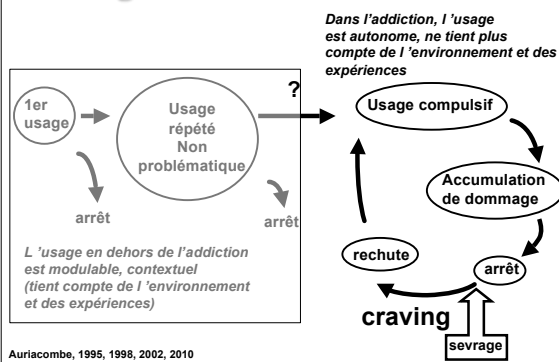 Dans l'addiction, l 'usage
est autonome, ne tient plus
compte de l 'environnement et des
expériences
?
1er
usage
Usage
répété
Non
problématique
Usage compulsif
arrêt
arrêt
Accumulation
de dommage
L 'usage en dehors de l'addiction
est modulable, contextuel
(tient compte de l 'environnement
et des expériences)
rechute
arrêt
craving
sevrage
Auriacombe, 1995, 1998, 2002, 2010